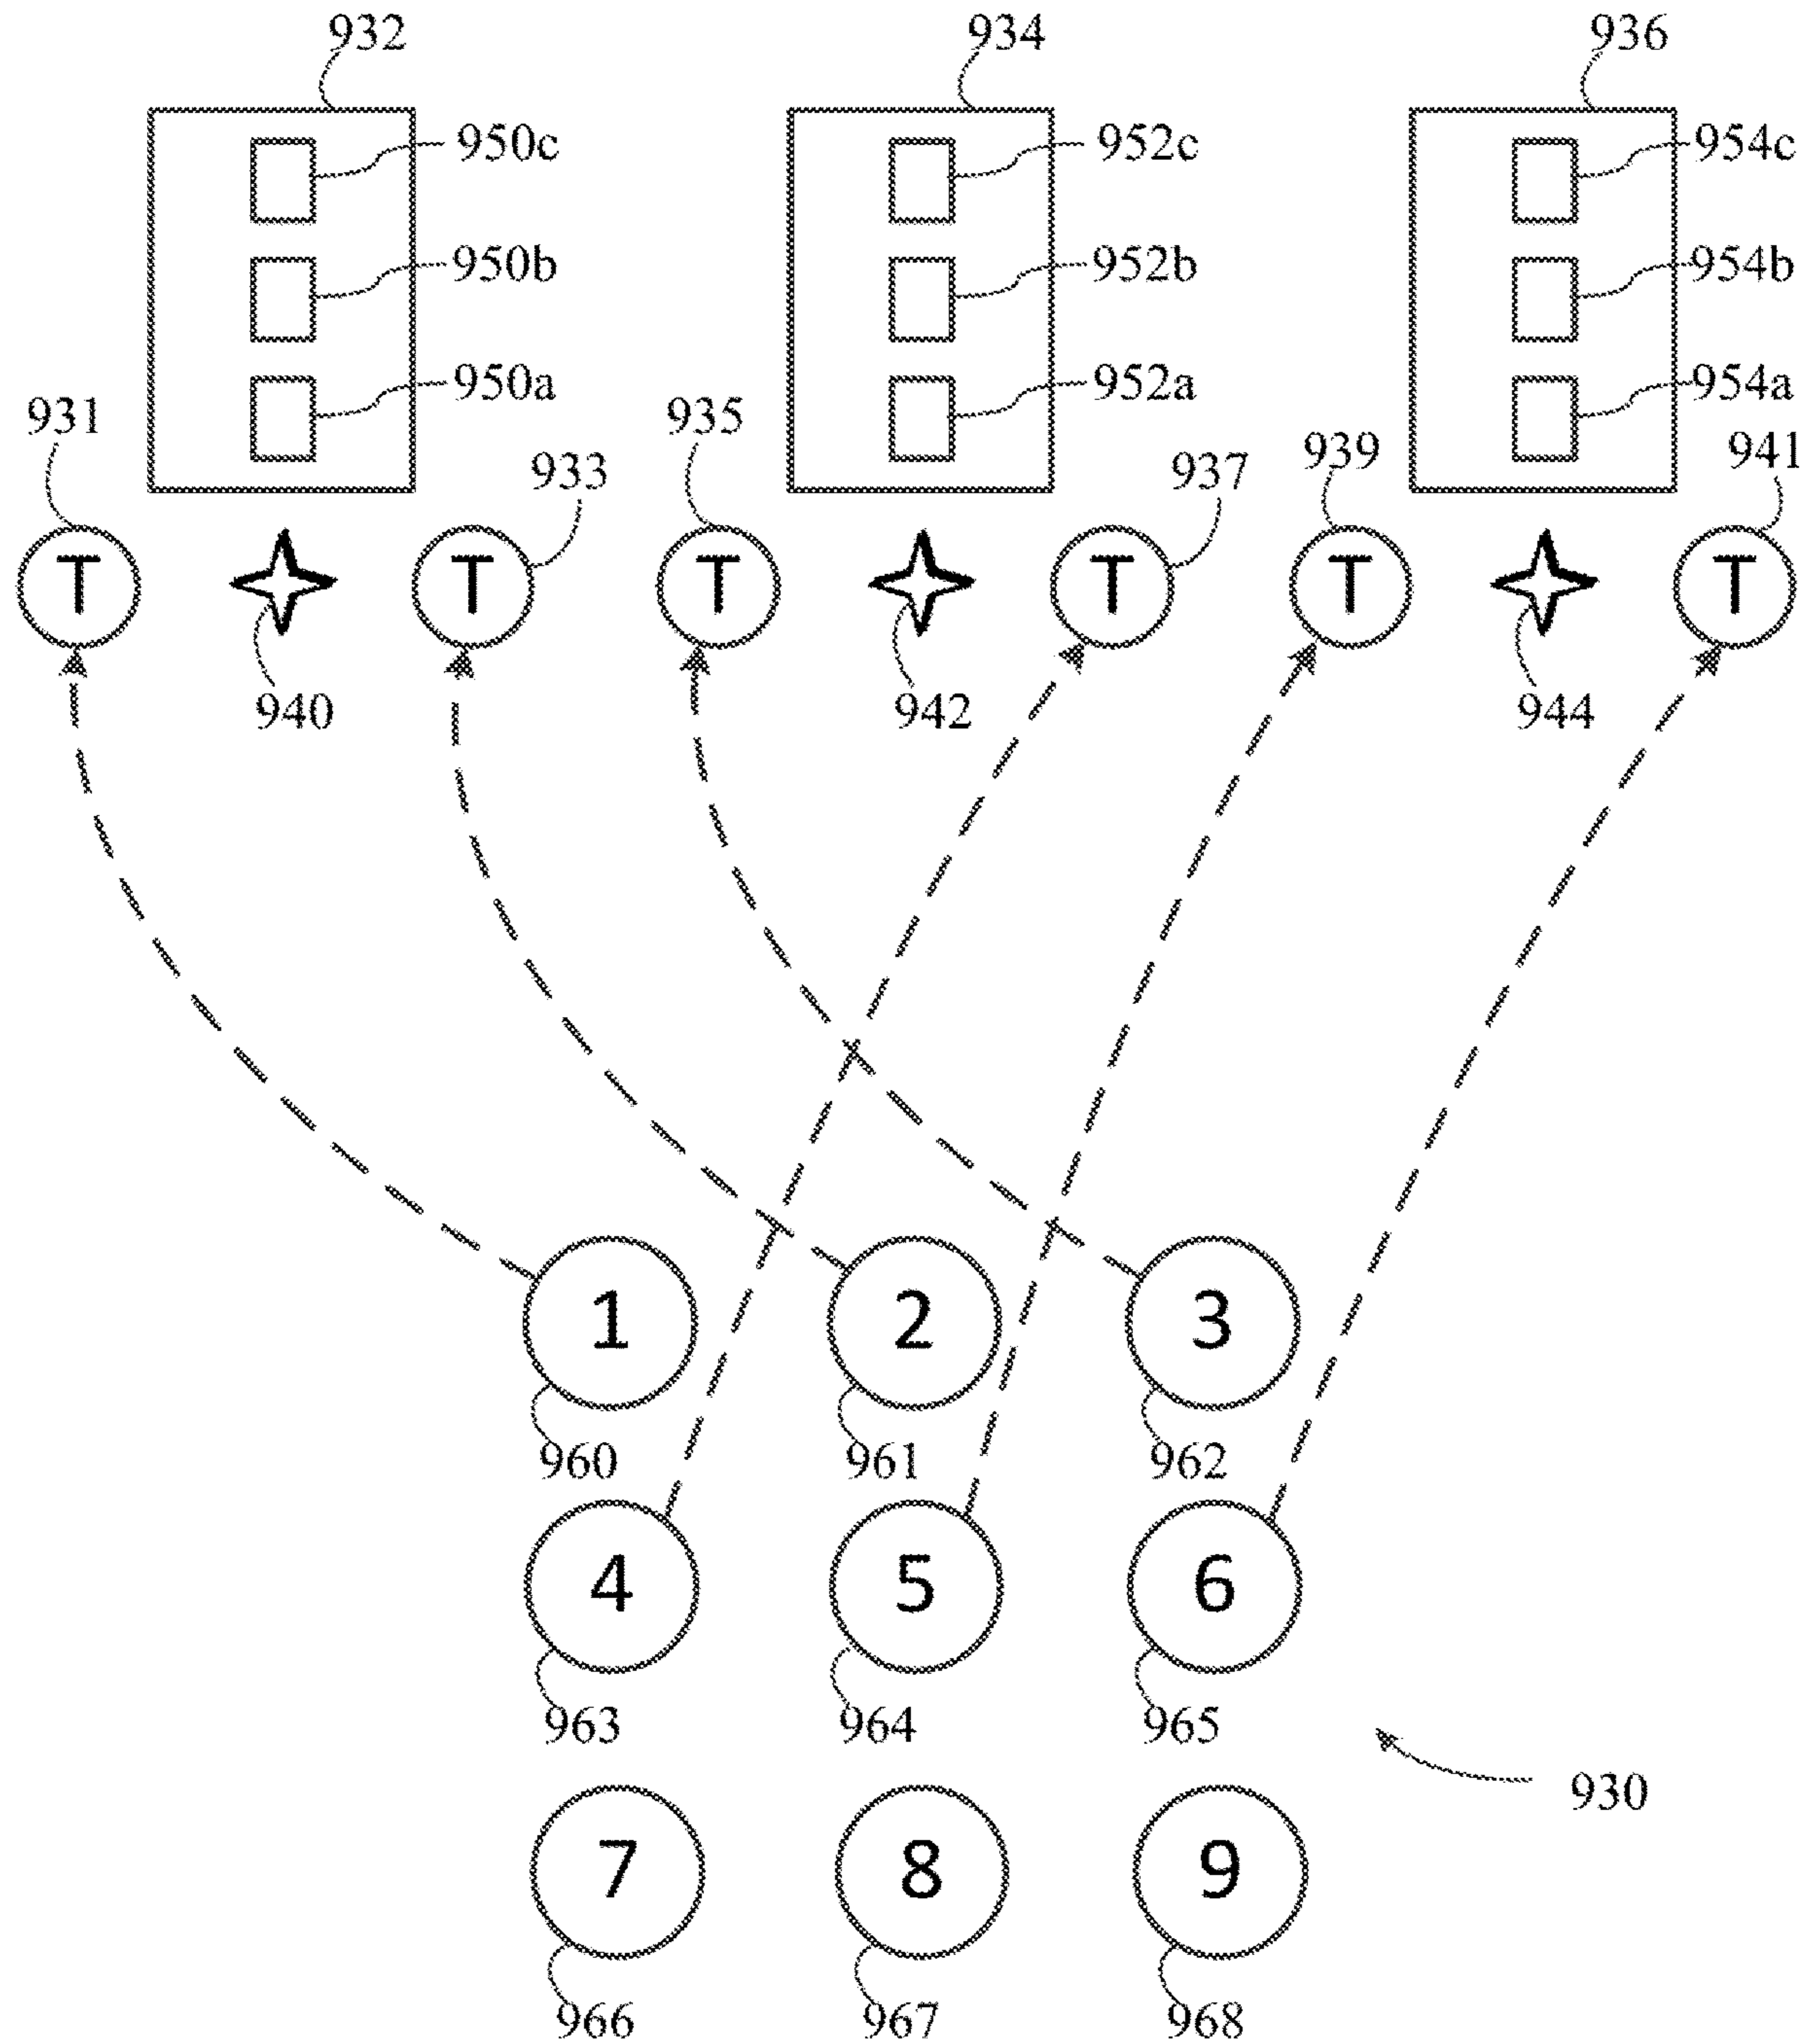 932 934 936
950c 952c 954c
950b 952b 954b
950a 952a 954a
931 933 935 937 939 941
T T T T T T
940 942 944
1 2 3
960 961 962
4 5 6
963 964 965
930
7 8 9
966 967 968